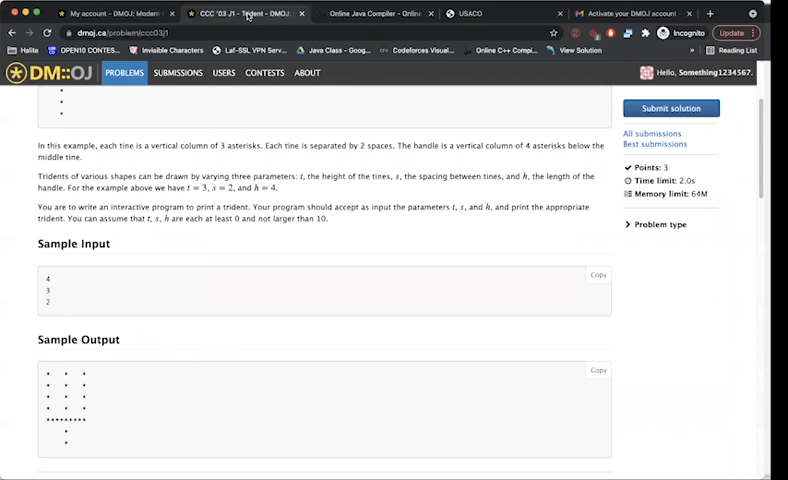 My account – DMOJ: Modern
CCC '03 J1 – Trident – DMOJ:
Online Java Compiler – Online
USACO
Activate your DMOJ account
dmoj.ca/problem/ccc03j1
Incognito
Update
Halite
OPEN10 CONTES...
Invisible Characters
Laf-SSL VPN Serv...
Java Class - Goog...
Codeforces Visual...
Online C++ Compil...
View Solution
»
Reading List
DM::OJ
PROBLEMS
SUBMISSIONS
USERS
CONTESTS
ABOUT
Hello, Something1234567.
*
*
*
In this example, each tine is a vertical column of 3 asterisks. Each tine is separated by 2 spaces. The handle is a vertical column of 4 asterisks below the
middle tine.
Tridents of various shapes can be drawn by varying three parameters: t, the height of the tines, s, the spacing between tines, and h, the length of the
handle. For the example above we have t = 3, s = 2, and h = 4.
You are to write an interactive program to print a trident. Your program should accept as input the parameters t, s, and h, and print the appropriate
trident. You can assume that t, s, h are each at least 0 and not larger than 10.
Sample Input
Copy
4
3
2
Sample Output
Copy
*   *   *
*   *   *
*   *   *
*   *   *
*********
    *
    *
Submit solution
All submissions
Best submissions
Points: 3
Time limit: 2.0s
Memory limit: 64M
Problem type